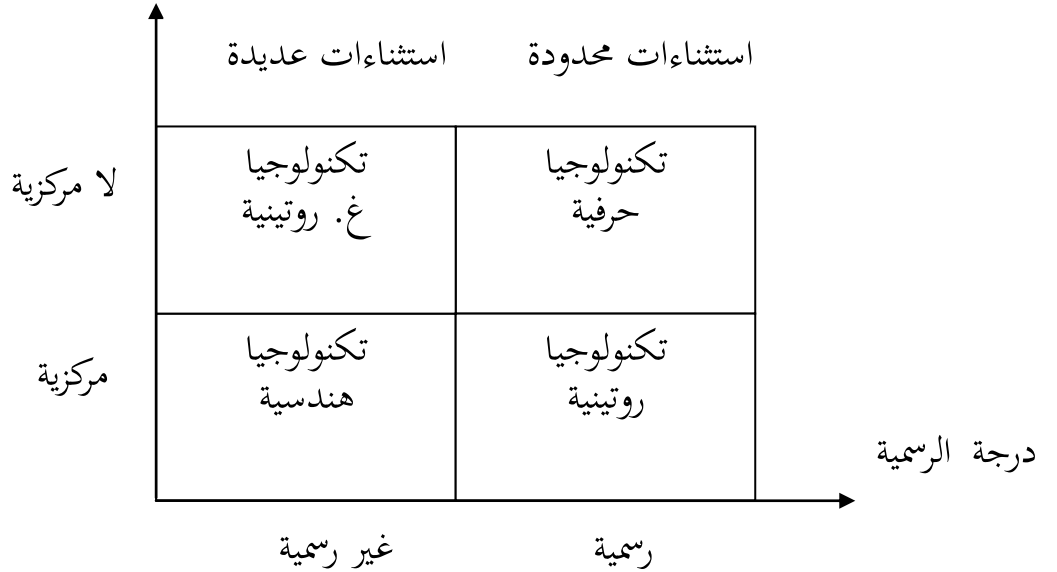 استثناءات محدودة
استثناءات عديدة
تكنولوجيا
حرفية
تكنولوجيا
غ. روتينية
لا مركزية
تكنولوجيا
روتينية
تكنولوجيا
هندسية
مركزية
درجة الرسمية
رسمية
غير رسمية